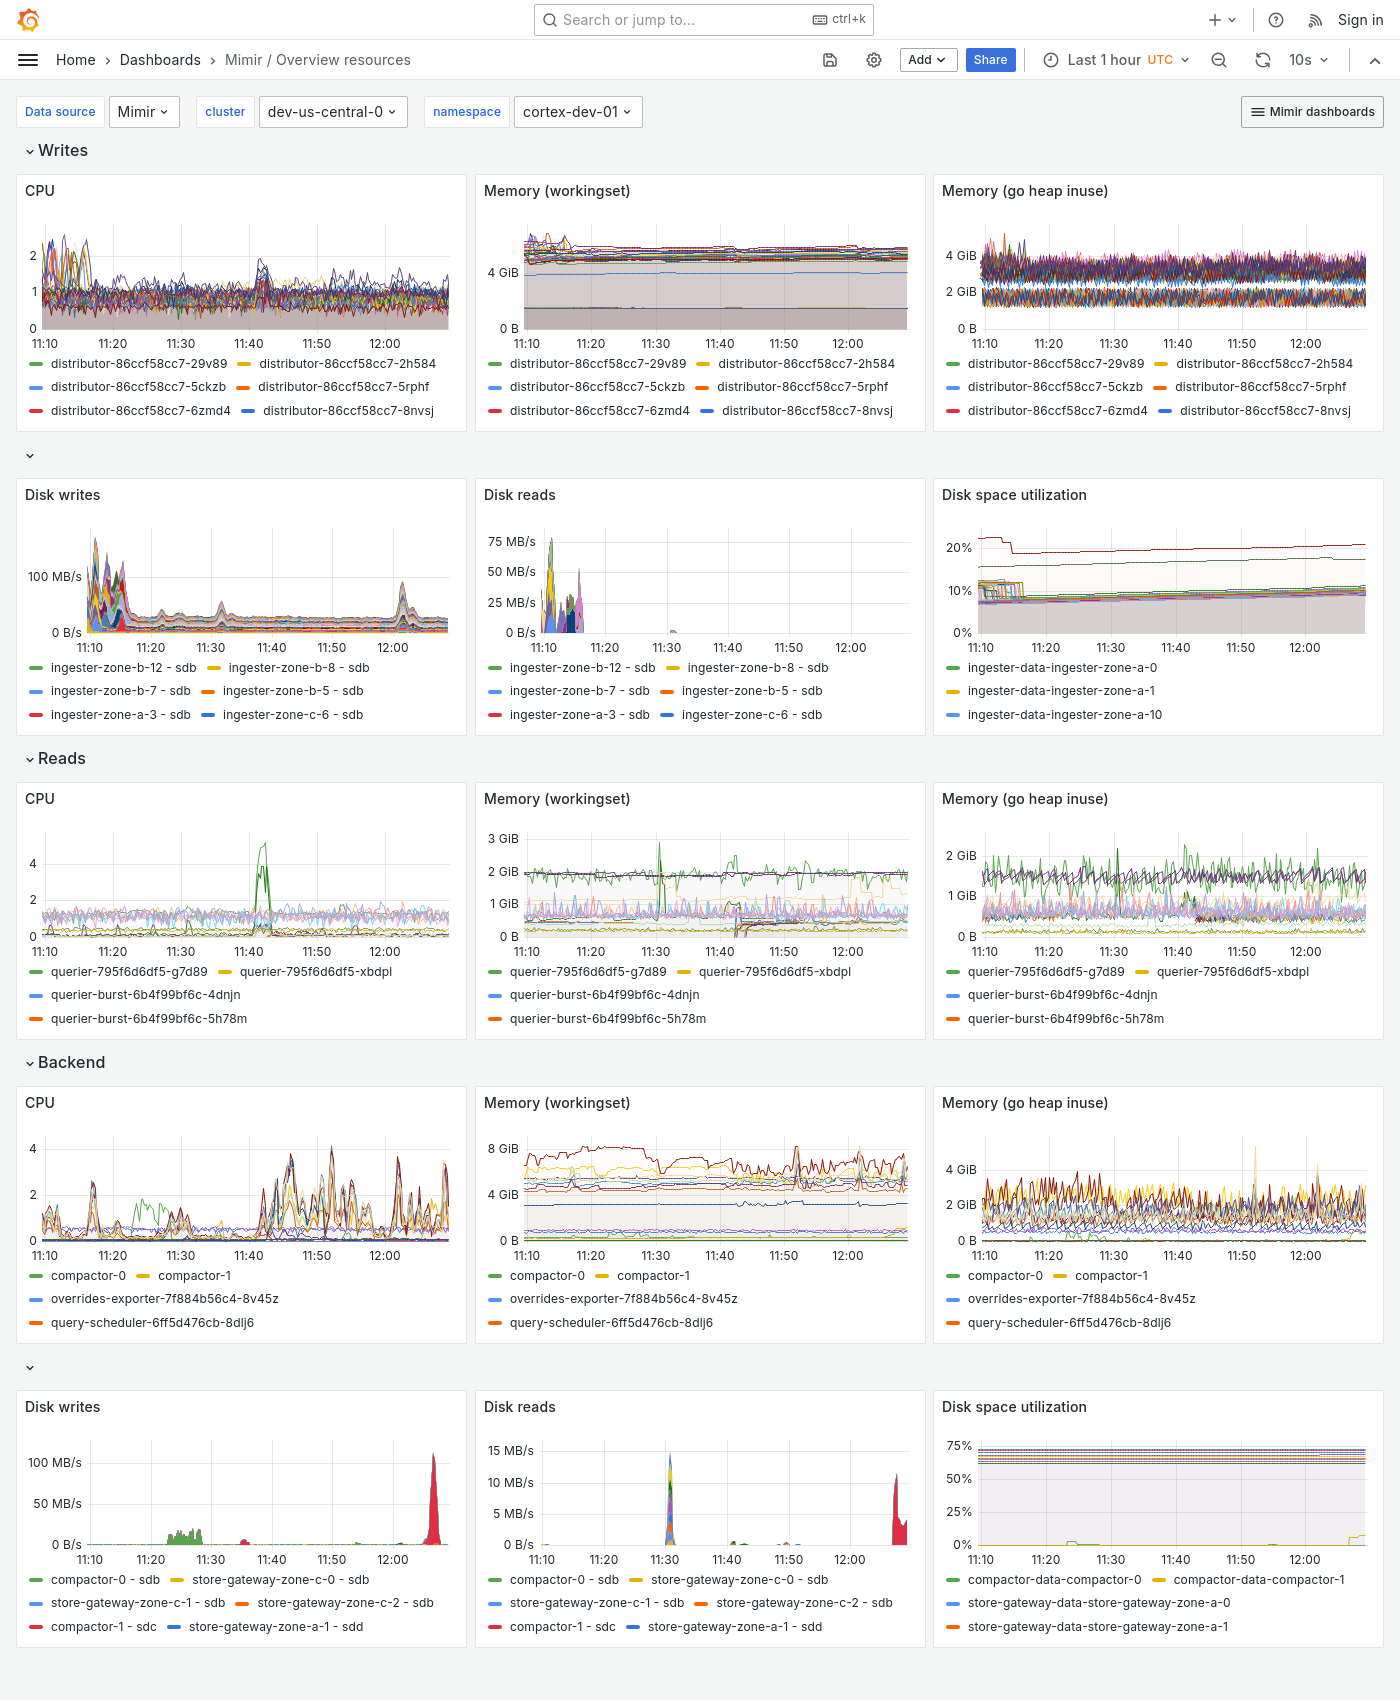 Search or jump to... ctrl+k Sign in
Home Dashboards Mimir / Overview resources Add Share Last 1 hour UTC 10s
Data source Mimir cluster dev-us-central-0 namespace cortex-dev-01 Mimir dashboards
Writes
CPU
2
1
0
11:10 11:20 11:30 11:40 11:50 12:00
distributor-86ccf58cc7-29v89 distributor-86ccf58cc7-2h584
distributor-86ccf58cc7-5ckzb distributor-86ccf58cc7-5rphf
distributor-86ccf58cc7-6zmd4 distributor-86ccf58cc7-8nvsj
Memory (workingset)
4 GiB
0 B
11:10 11:20 11:30 11:40 11:50 12:00
distributor-86ccf58cc7-29v89 distributor-86ccf58cc7-2h584
distributor-86ccf58cc7-5ckzb distributor-86ccf58cc7-5rphf
distributor-86ccf58cc7-6zmd4 distributor-86ccf58cc7-8nvsj
Memory (go heap inuse)
4 GiB
2 GiB
0 B
11:10 11:20 11:30 11:40 11:50 12:00
distributor-86ccf58cc7-29v89 distributor-86ccf58cc7-2h584
distributor-86ccf58cc7-5ckzb distributor-86ccf58cc7-5rphf
distributor-86ccf58cc7-6zmd4 distributor-86ccf58cc7-8nvsj
Disk writes
100 MB/s
0 B/s
11:10 11:20 11:30 11:40 11:50 12:00
ingester-zone-b-12 - sdb ingester-zone-b-8 - sdb
ingester-zone-b-7 - sdb ingester-zone-b-5 - sdb
ingester-zone-a-3 - sdb ingester-zone-c-6 - sdb
Disk reads
75 MB/s
50 MB/s
25 MB/s
0 B/s
11:10 11:20 11:30 11:40 11:50 12:00
ingester-zone-b-12 - sdb ingester-zone-b-8 - sdb
ingester-zone-b-7 - sdb ingester-zone-b-5 - sdb
ingester-zone-a-3 - sdb ingester-zone-c-6 - sdb
Disk space utilization
20%
10%
0%
11:10 11:20 11:30 11:40 11:50 12:00
ingester-data-ingester-zone-a-0
ingester-data-ingester-zone-a-1
ingester-data-ingester-zone-a-10
Reads
CPU
4
2
0
11:10 11:20 11:30 11:40 11:50 12:00
querier-795f6d6df5-g7d89 querier-795f6d6df5-xbdpl
querier-burst-6b4f99bf6c-4dnjn
querier-burst-6b4f99bf6c-5h78m
Memory (workingset)
3 GiB
2 GiB
1 GiB
0 B
11:10 11:20 11:30 11:40 11:50 12:00
querier-795f6d6df5-g7d89 querier-795f6d6df5-xbdpl
querier-burst-6b4f99bf6c-4dnjn
querier-burst-6b4f99bf6c-5h78m
Memory (go heap inuse)
2 GiB
1 GiB
0 B
11:10 11:20 11:30 11:40 11:50 12:00
querier-795f6d6df5-g7d89 querier-795f6d6df5-xbdpl
querier-burst-6b4f99bf6c-4dnjn
querier-burst-6b4f99bf6c-5h78m
Backend
CPU
4
2
0
11:10 11:20 11:30 11:40 11:50 12:00
compactor-0 compactor-1
overrides-exporter-7f884b56c4-8v45z
query-scheduler-6ff5d476cb-8dlj6
Memory (workingset)
8 GiB
4 GiB
0 B
11:10 11:20 11:30 11:40 11:50 12:00
compactor-0 compactor-1
overrides-exporter-7f884b56c4-8v45z
query-scheduler-6ff5d476cb-8dlj6
Memory (go heap inuse)
4 GiB
2 GiB
0 B
11:10 11:20 11:30 11:40 11:50 12:00
compactor-0 compactor-1
overrides-exporter-7f884b56c4-8v45z
query-scheduler-6ff5d476cb-8dlj6
Disk writes
100 MB/s
50 MB/s
0 B/s
11:10 11:20 11:30 11:40 11:50 12:00
compactor-0 - sdb store-gateway-zone-c-0 - sdb
store-gateway-zone-c-1 - sdb store-gateway-zone-c-2 - sdb
compactor-1 - sdc store-gateway-zone-a-1 - sdd
Disk reads
15 MB/s
10 MB/s
5 MB/s
0 B/s
11:10 11:20 11:30 11:40 11:50 12:00
compactor-0 - sdb store-gateway-zone-c-0 - sdb
store-gateway-zone-c-1 - sdb store-gateway-zone-c-2 - sdb
compactor-1 - sdc store-gateway-zone-a-1 - sdd
Disk space utilization
75%
50%
25%
0%
11:10 11:20 11:30 11:40 11:50 12:00
compactor-data-compactor-0 compactor-data-compactor-1
store-gateway-data-store-gateway-zone-a-0
store-gateway-data-store-gateway-zone-a-1